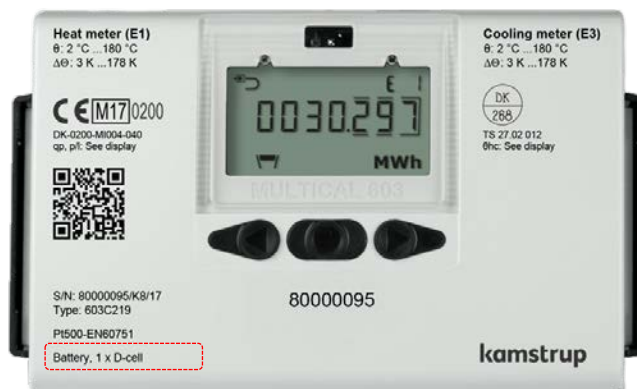 Heat meter (E1)
θ: 2 °C ...180 °C
ΔΘ: 3 K ...178 K
CE M17 0200
DK-0200-MI004-040
qp, p/l: See display
S/N: 80000095/K8/17
Type: 603C219
Pt500-EN60751
Battery, 1 x D-cell
E 1
0030.297
MWh
MULTICAL 603
80000095
Cooling meter (E3)
θ: 2 °C ...180 °C
ΔΘ: 3 K ...178 K
DK
268
TS 27.02 012
θhc: See display
kamstrup